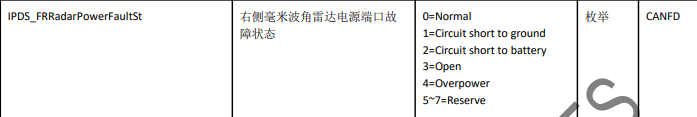 IPDS_FRRadarPowerFaultSt
右侧毫米波角雷达电源端口故
障状态
0=Normal
1=Circuit short to ground
2=Circuit short to battery
3=Open
4=Overpower
5~7=Reserve
枚举
CANFD